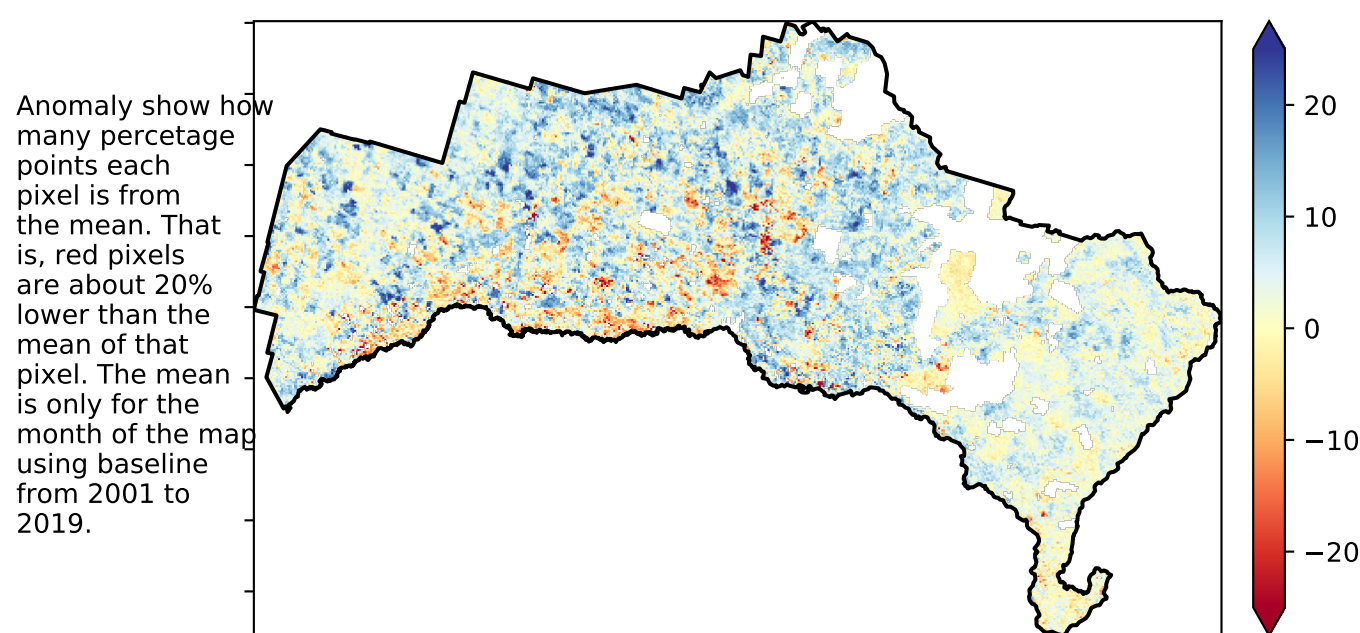 Anomaly show how
many percetage
points each
pixel is from
the mean. That
is, red pixels
are about 20%
lower than the
mean of that
pixel. The mean
is only for the
month of the map
using baseline
from 2001 to
2019.
20
10
0
−10
−20